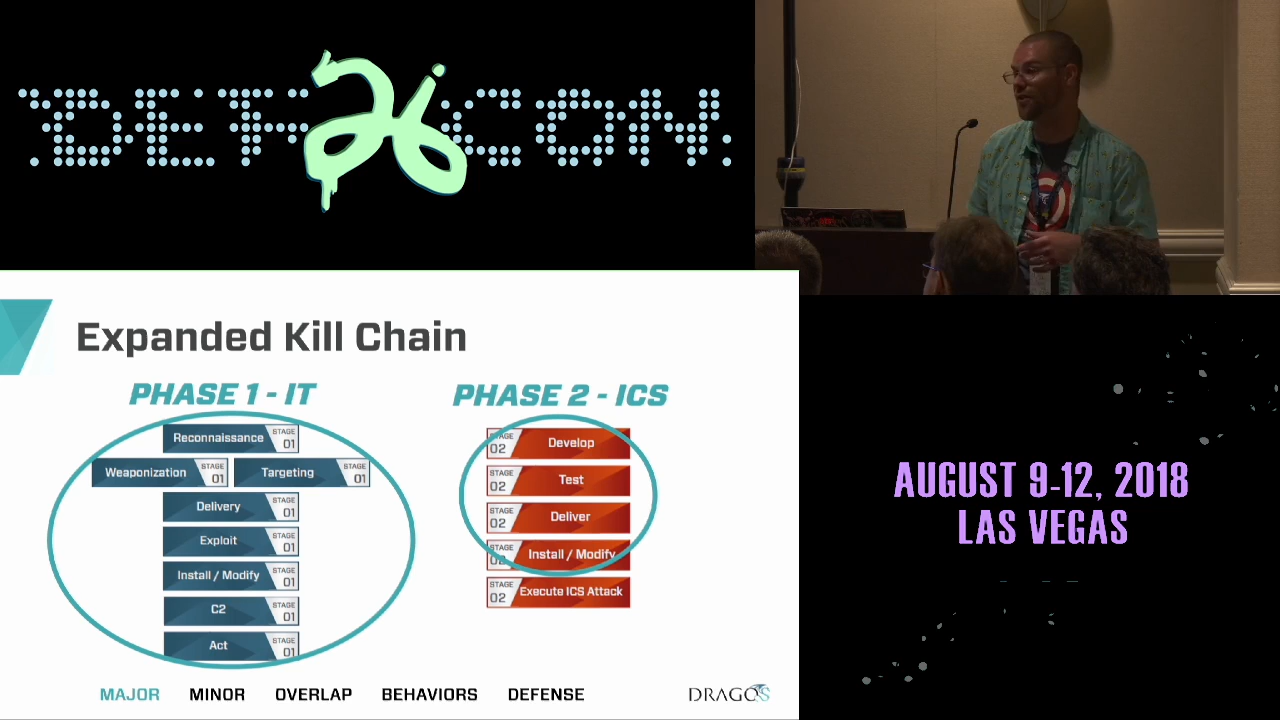 DEF 26 CON
Expanded Kill Chain
PHASE 1 - IT
Reconnaissance STAGE 01
Weaponization STAGE 01 Targeting STAGE 01
Delivery STAGE 01
Exploit STAGE 01
Install / Modify STAGE 01
C2 STAGE 01
Act STAGE 01
PHASE 2 - ICS
STAGE 02 Develop
STAGE 02 Test
STAGE 02 Deliver
STAGE 02 Install / Modify
STAGE 02 Execute ICS Attack
MAJOR MINOR OVERLAP BEHAVIORS DEFENSE
DRAGOS
AUGUST 9-12, 2018
LAS VEGAS